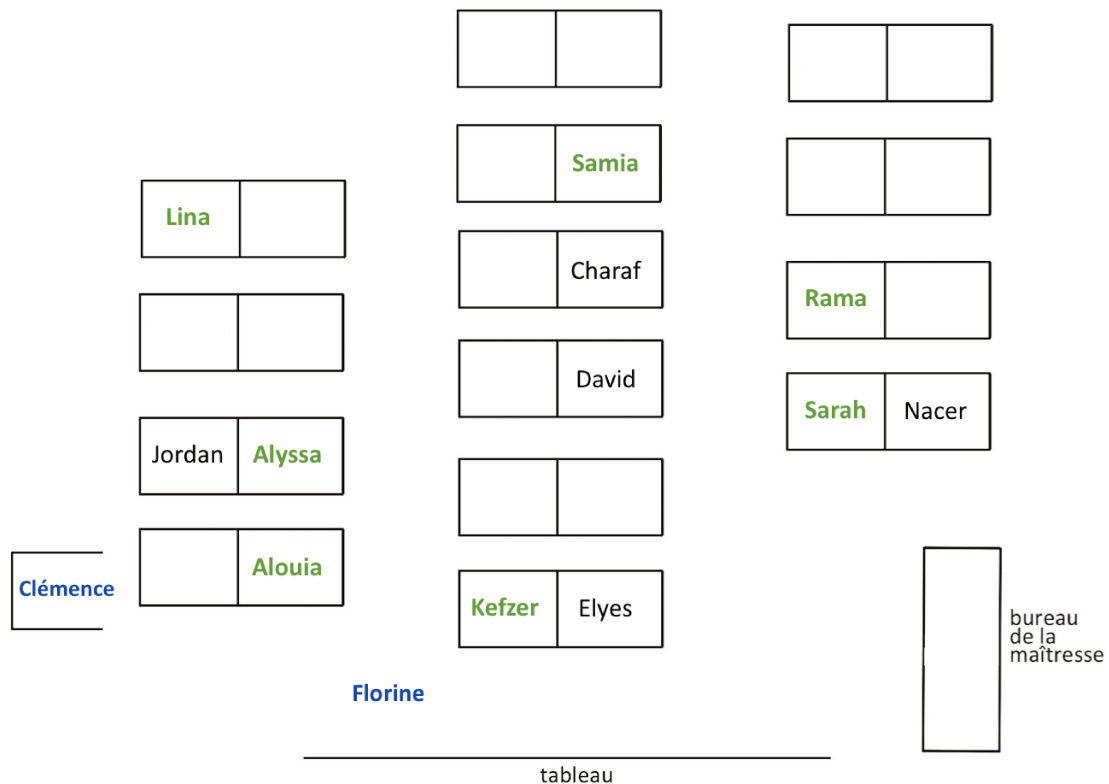 Samia
Lina
Charaf
Rama
David
Sarah
Nacer
Jordan
Alyssa
Alouia
Clémence
Kefzer
Elyes
bureau
de la
maîtresse
Florine
tableau